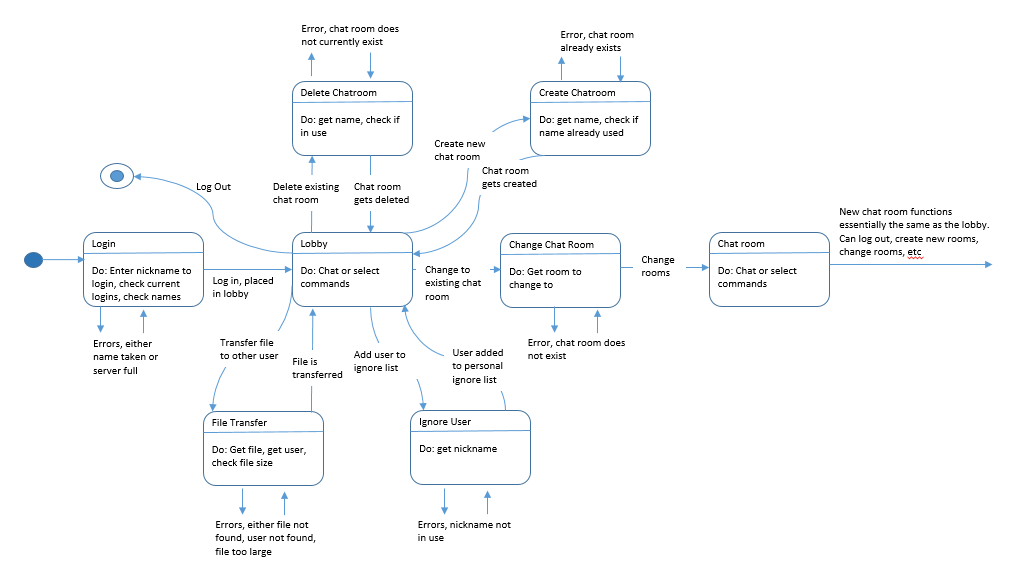 Error, chat room does
not currently exist
Error, chat room
already exists
Delete Chatroom
Do: get name, check if
in use
Create Chatroom
Do: get name, check if
name already used
Create new
chat room
Chat room
gets created
Log Out
Delete existing
chat room
Chat room
gets deleted
New chat room functions
essentially the same as the lobby.
Can log out, create new rooms,
change rooms, etc
Login
Do: Enter nickname to
login, check current
logins, check names
Log in, placed
in lobby
Lobby
Do: Chat or select
commands
Change to
existing chat
room
Change Chat Room
Do: Get room to
change to
Change
rooms
Chat room
Do: Chat or select
commands
Errors, either
name taken or
server full
Transfer file
to other user
File is
transferred
Add user to
ignore list
User added
to personal
ignore list
Error, chat room does
not exist
File Transfer
Do: Get file, get user,
check file size
Ignore User
Do: get nickname
Errors, either file not
found, user not found,
file too large
Errors, nickname not
in use